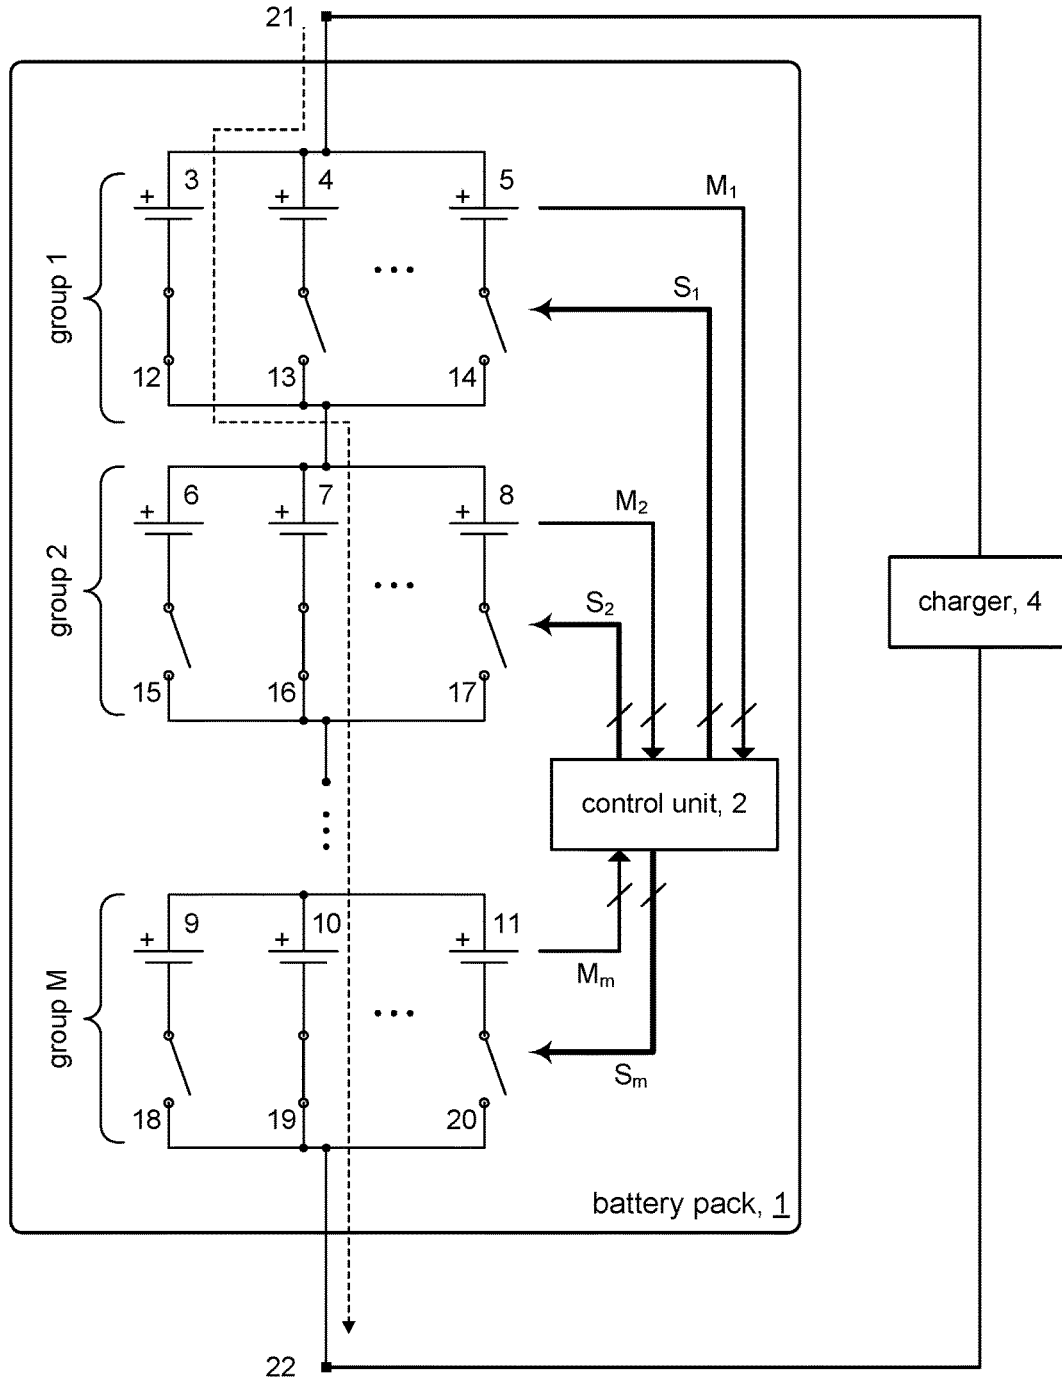 21
3
4
5
+
+
+
M1
group 1
S1
12
13
14
6
7
8
+
+
+
M2
group 2
S2
charger, 4
15
16
17
control unit, 2
9
10
11
+
+
+
Mm
group M
Sm
18
19
20
battery pack, 1
22